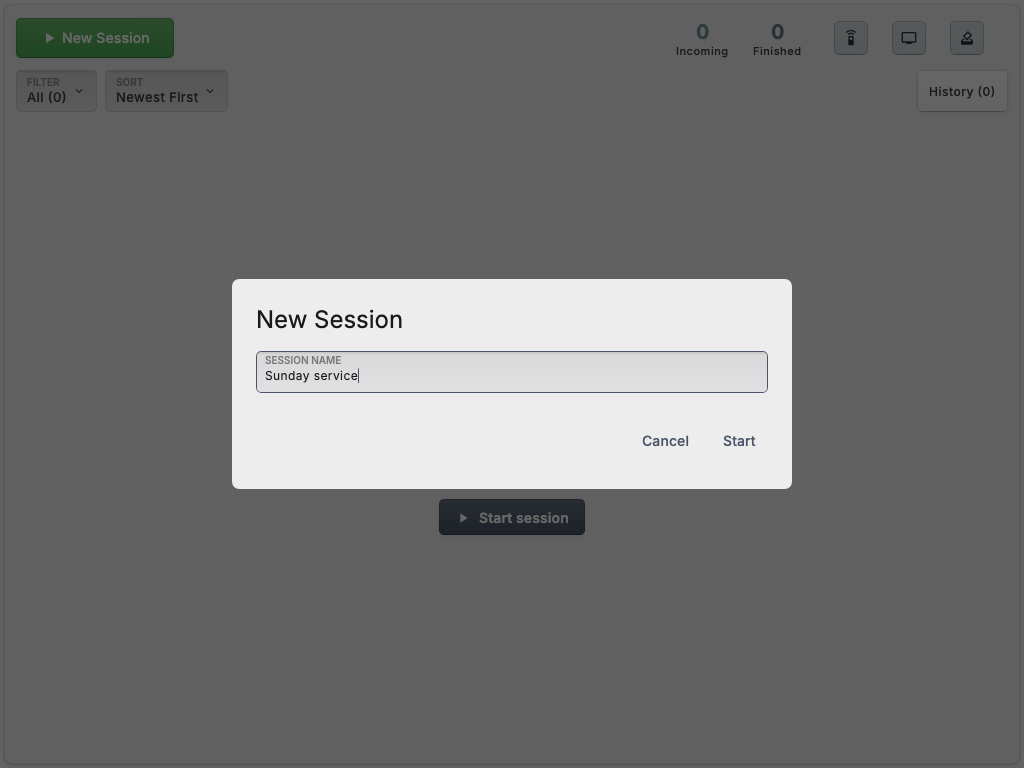 New Session
0
Incoming
0
Finished
FILTER
All (0)
SORT
Newest First
History (0)
New Session
SESSION NAME
Sunday service
Cancel
Start
Start session